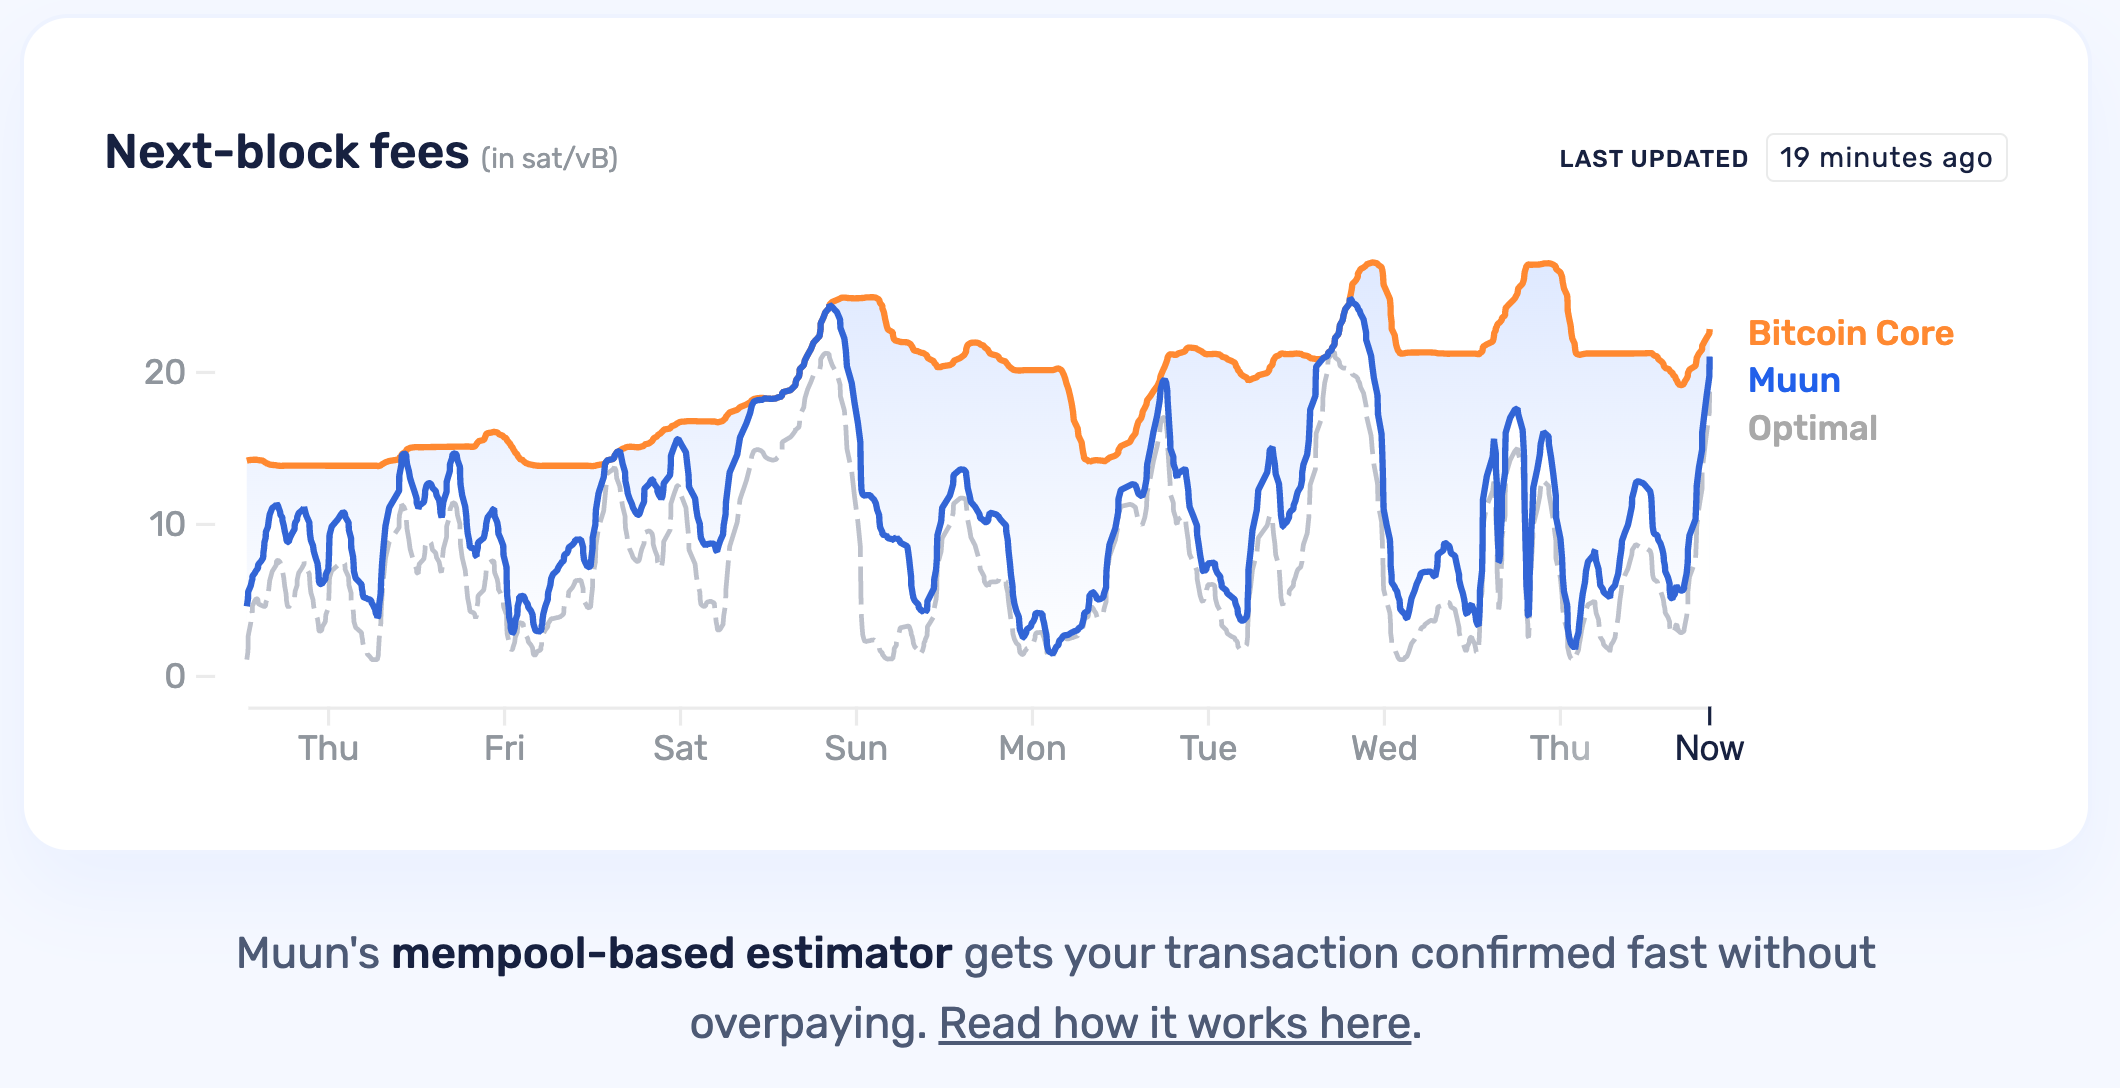 Next-block fees (in sat/vB)
LAST UPDATED 19 minutes ago
Bitcoin Core
Muun
Optimal
20
10
0
Thu Fri Sat Sun Mon Tue Wed Thu Now
Muun's mempool-based estimator gets your transaction confirmed fast without
overpaying. Read how it works here.